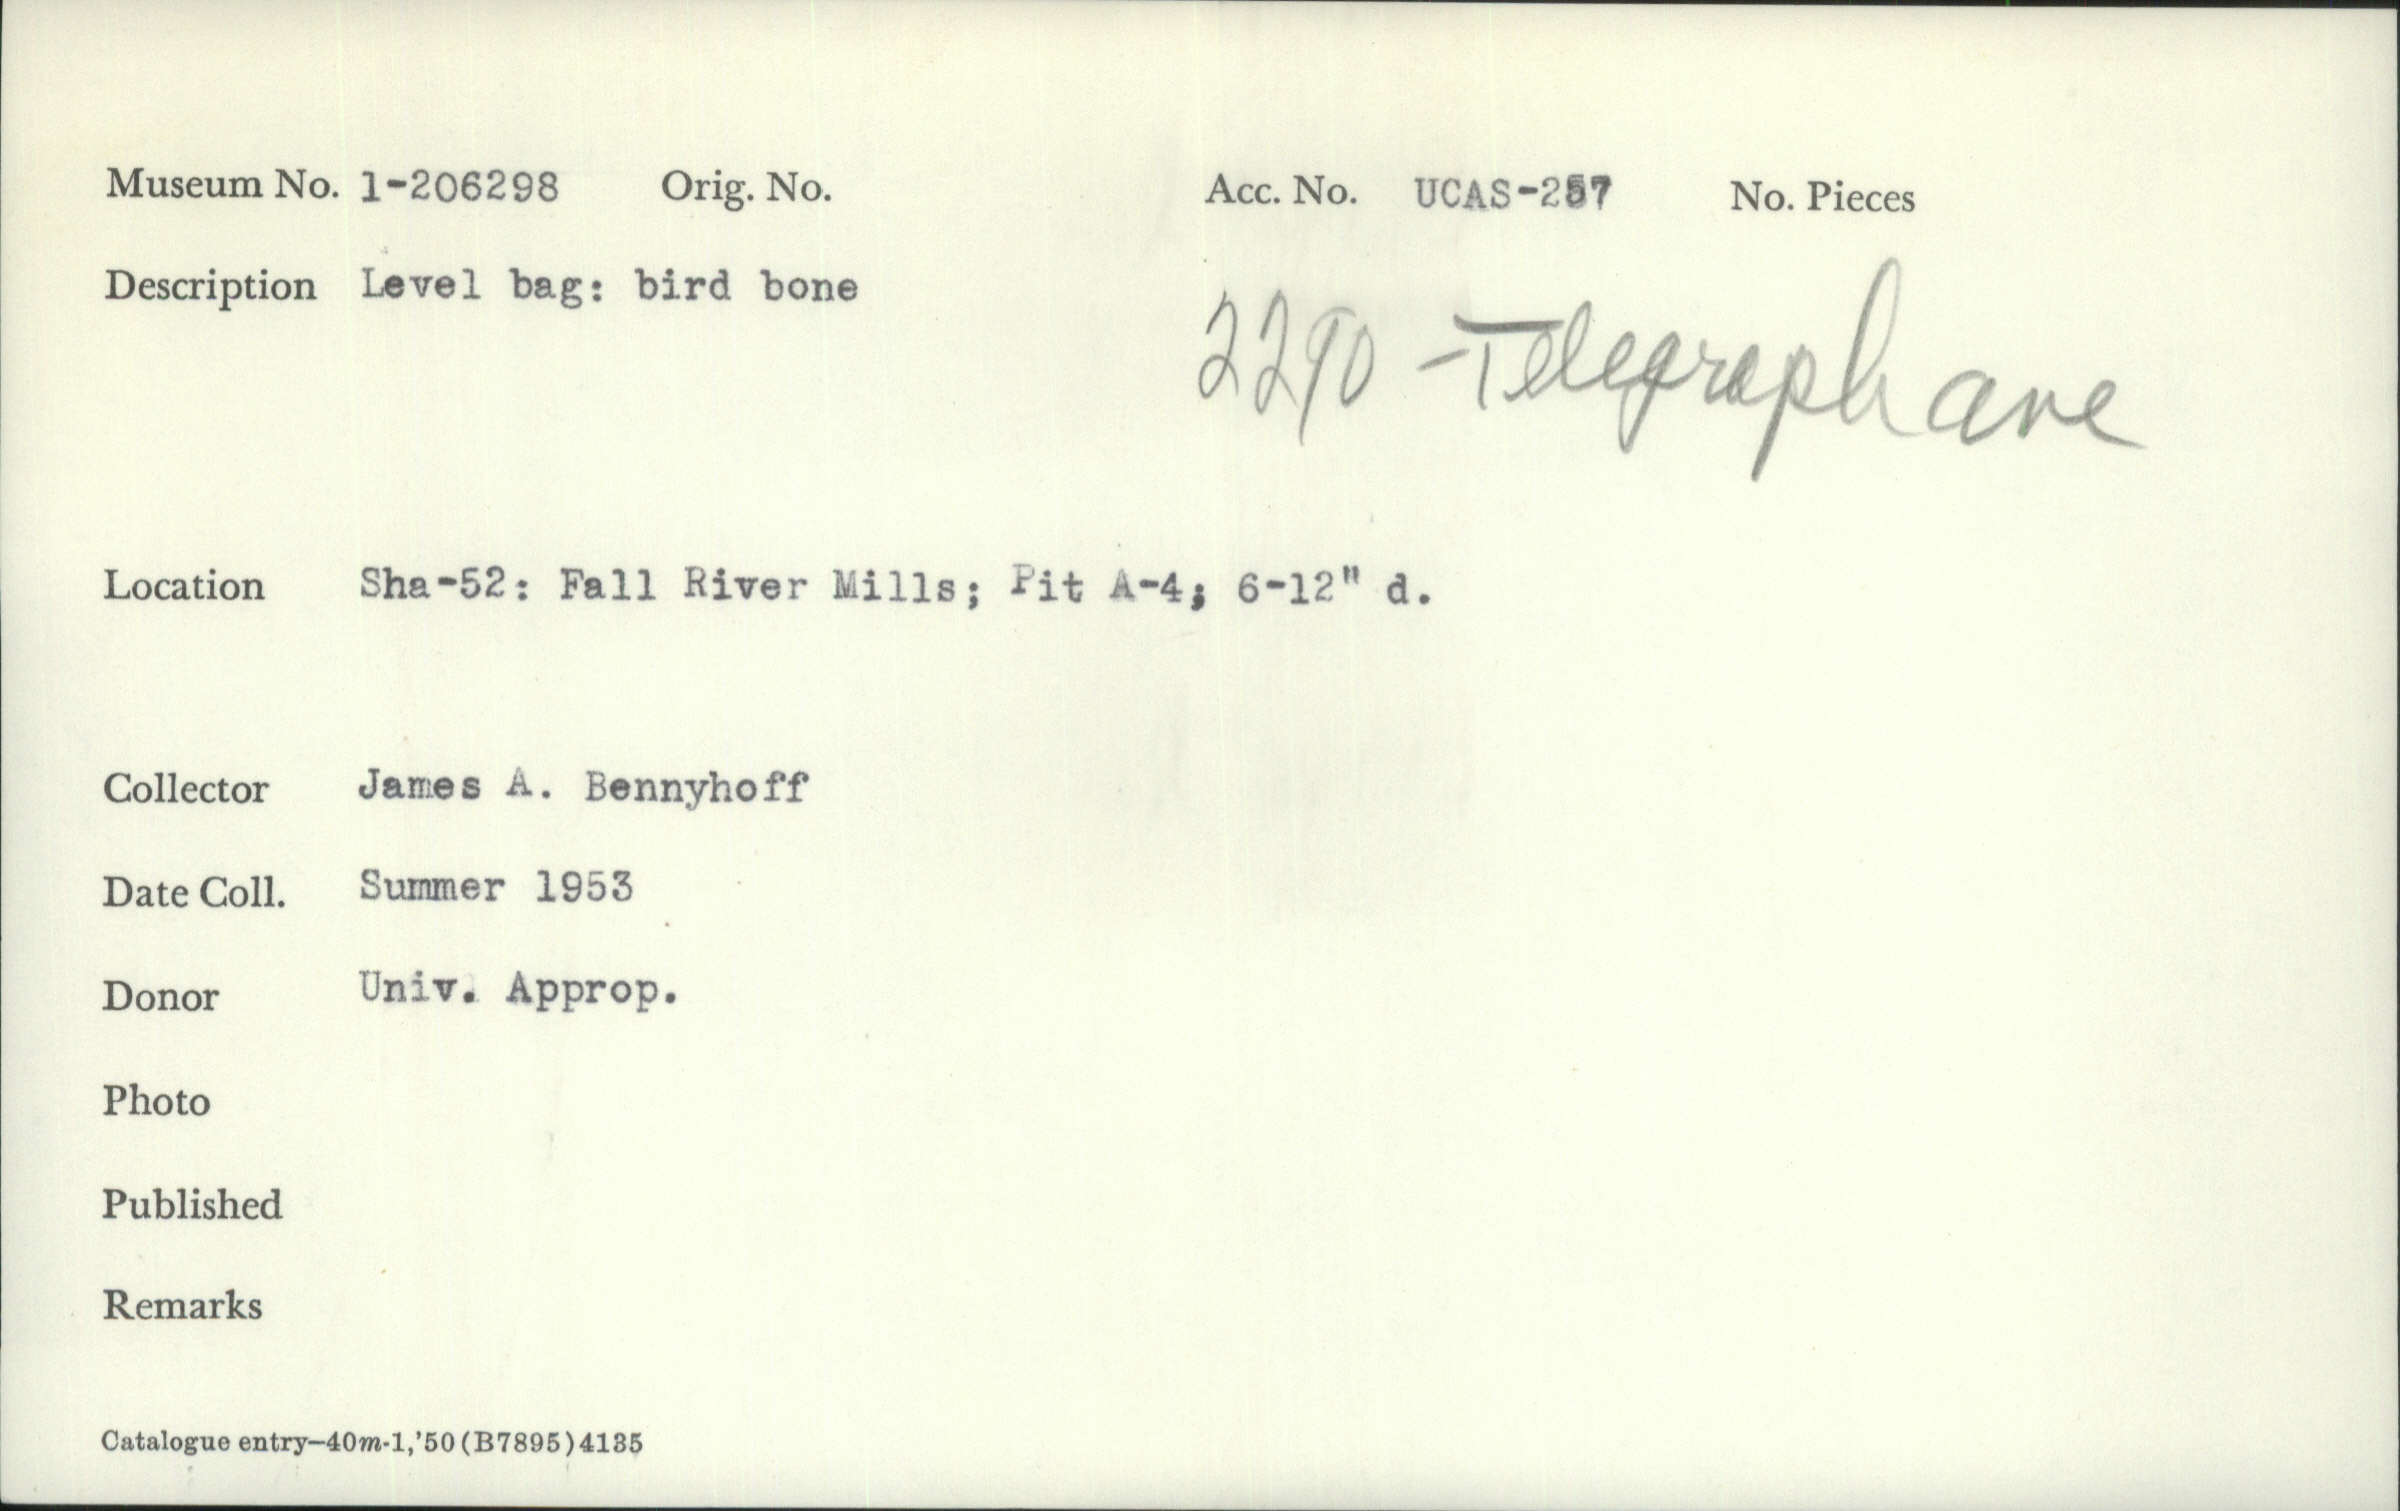 Museum No. 1-206298 Orig. No. Acc. No. UCAS-257 No. Pieces
Description Level bag: bird bone
2290 - Telegraph ave
Location Sha-52: Fall River Mills; Pit A-4; 6-12" d.
Collector James A. Bennyhoff
Date Coll. Summer 1953
Donor Univ. Approp.
Photo
Published
Remarks
Catalogue entry—40m-1,'50(B7895)4135